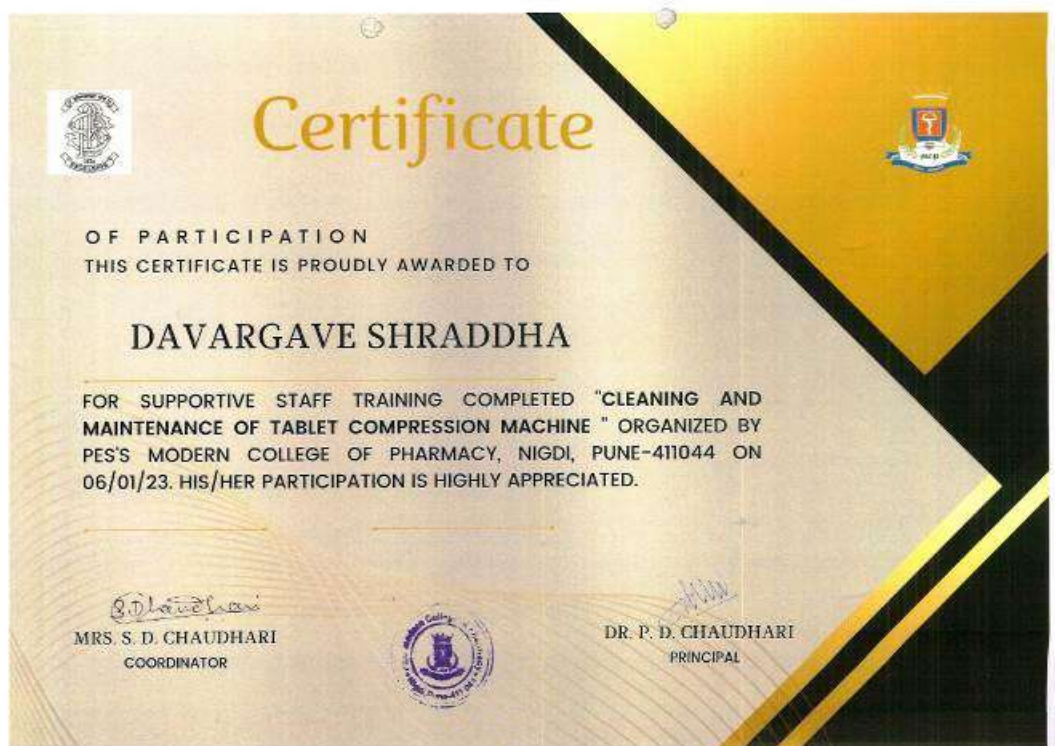 Certificate
OF PARTICIPATION
THIS CERTIFICATE IS PROUDLY AWARDED TO
DAVARGAVE SHRADDHA
FOR SUPPORTIVE STAFF TRAINING COMPLETED "CLEANING AND
MAINTENANCE OF TABLET COMPRESSION MACHINE " ORGANIZED BY
PES'S MODERN COLLEGE OF PHARMACY, NIGDI, PUNE-411044 ON
06/01/23. HIS/HER PARTICIPATION IS HIGHLY APPRECIATED.
S.D. Chaudhari
MRS. S. D. CHAUDHARI
COORDINATOR
DR. P. D. CHAUDHARI
PRINCIPAL